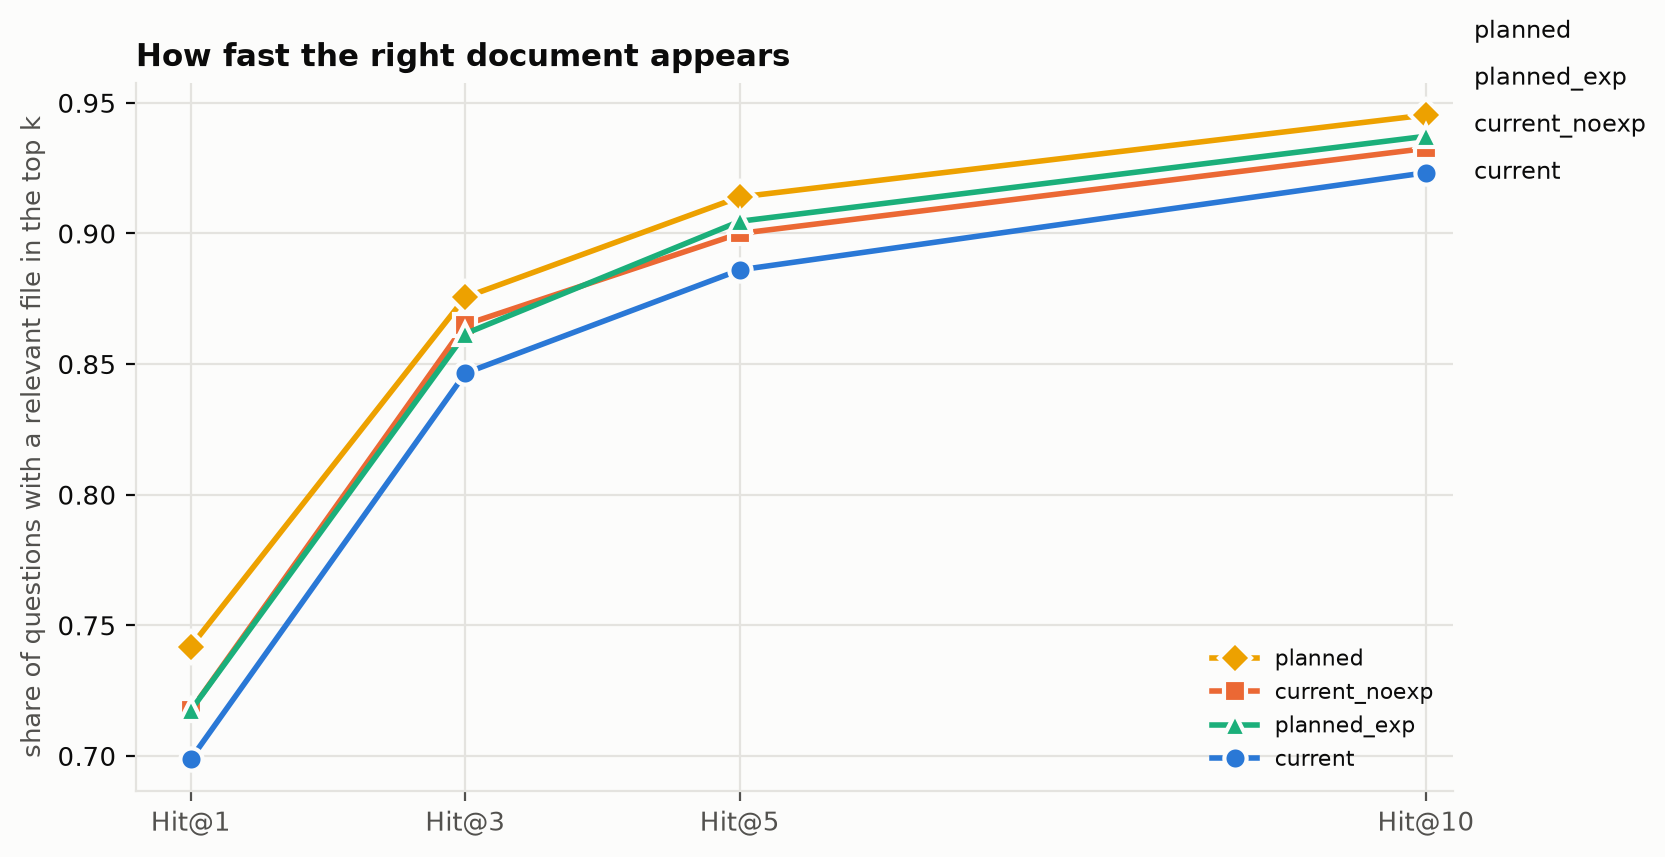 How fast the right document appears
planned
planned_exp
current_noexp
current
share of questions with a relevant file in the top k
0.95
0.90
0.85
0.80
0.75
0.70
planned
current_noexp
planned_exp
current
Hit@1
Hit@3
Hit@5
Hit@10